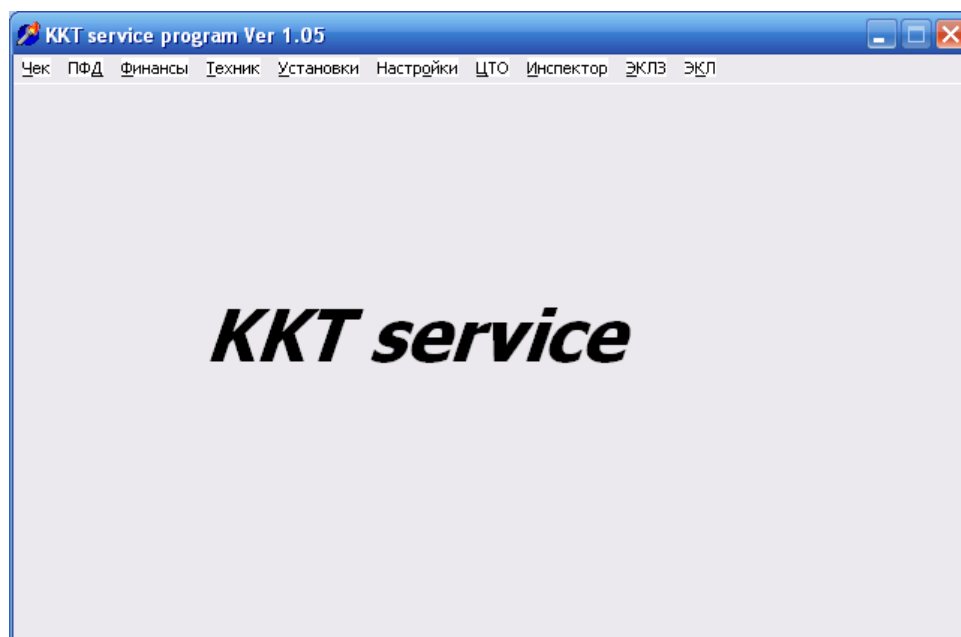 KKT service program Ver 1.05
Чек ПФД Финансы Техник Установки Настройки ЦТО Инспектор ЭКЛЗ ЭКЛ
KKT service